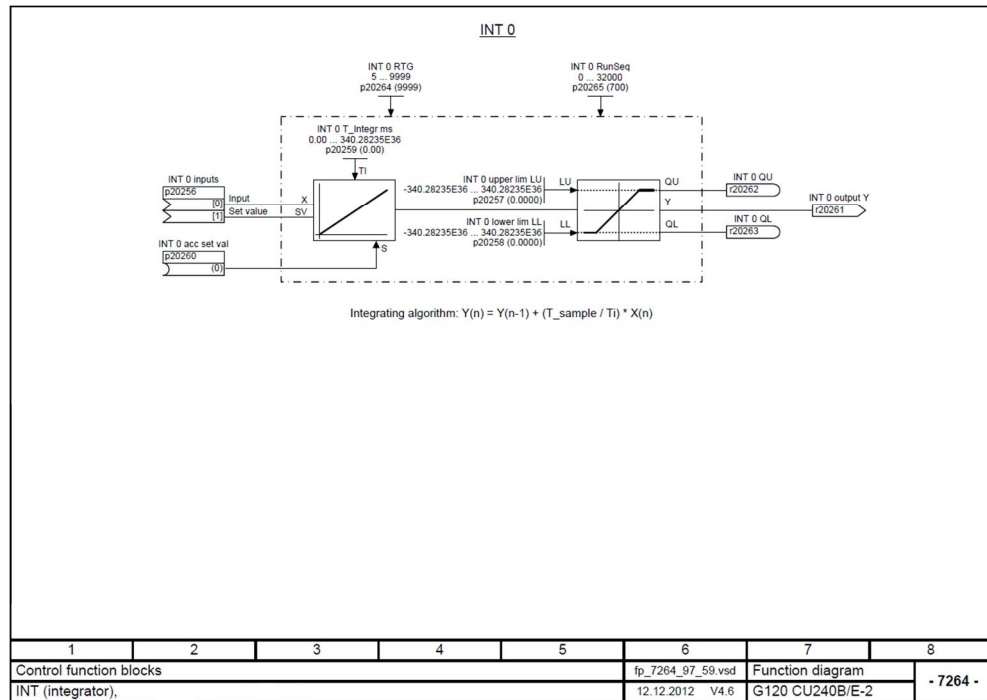 INT 0
INT 0 RTG
5 ... 9999
p20264 (9999)
INT 0 RunSeq
0 ... 32000
p20265 (700)
INT 0 T_Integr ms
0.00 ... 340.28235E36
p20259 (0.00)
TI
INT 0 inputs
p20256
[0]
[1]
Input
Set value
X
SV
S
INT 0 acc set val
p20260
(0)
INT 0 upper lim LU
-340.28235E36 ... 340.28235E36
p20257 (0.0000)
LU
INT 0 lower lim LL
-340.28235E36 ... 340.28235E36
p20258 (0.0000)
LL
QU
Y
QL
INT 0 QU
r20262
INT 0 output Y
r20261
INT 0 QL
r20263
Integrating algorithm: Y(n) = Y(n-1) + (T_sample / Ti) * X(n)
1 2 3 4 5 6 7 8
Control function blocks
fp_7264_97_59.vsd
Function diagram
- 7264 -
INT (integrator),
12.12.2012 V4.6
G120 CU240B/E-2